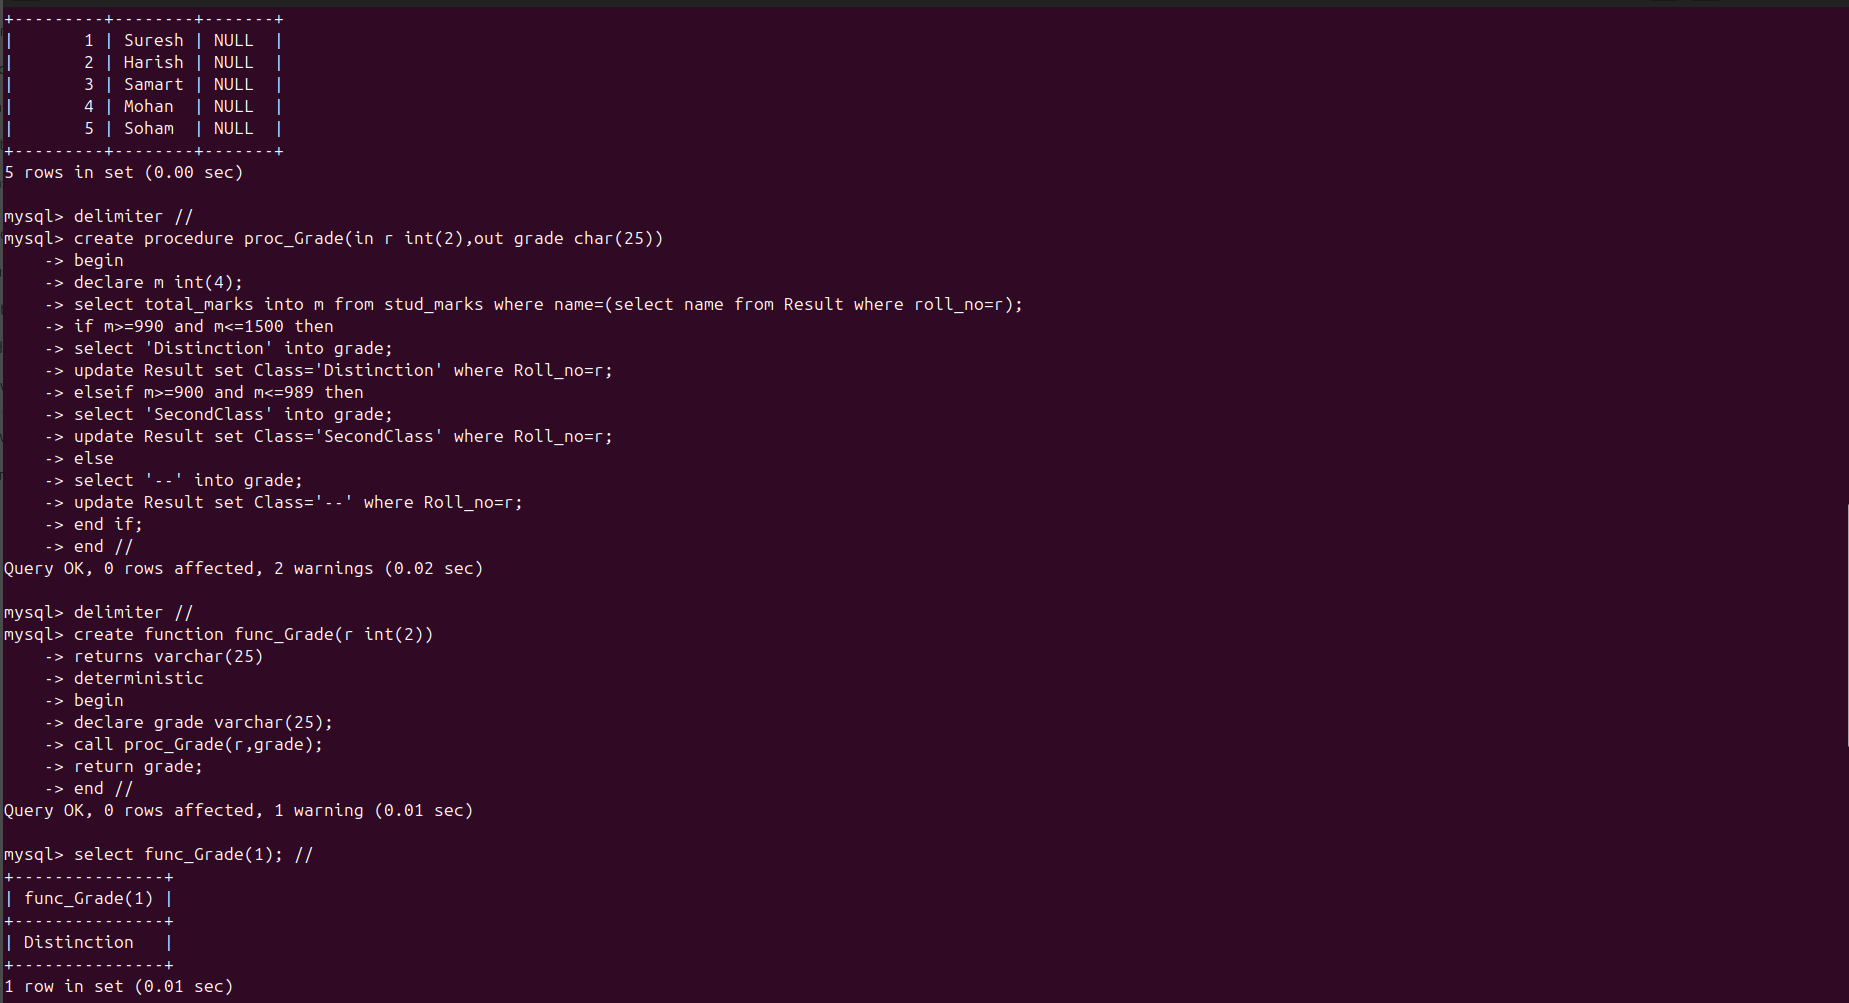 +---------+--------+-------+
|       1 | Suresh | NULL  |
|       2 | Harish | NULL  |
|       3 | Samart | NULL  |
|       4 | Mohan  | NULL  |
|       5 | Soham  | NULL  |
+---------+--------+-------+
5 rows in set (0.00 sec)

mysql> delimiter //
mysql> create procedure proc_Grade(in r int(2),out grade char(25))
    -> begin
    -> declare m int(4);
    -> select total_marks into m from stud_marks where name=(select name from Result where roll_no=r);
    -> if m>=990 and m<=1500 then
    -> select 'Distinction' into grade;
    -> update Result set Class='Distinction' where Roll_no=r;
    -> elseif m>=900 and m<=989 then
    -> select 'SecondClass' into grade;
    -> update Result set Class='SecondClass' where Roll_no=r;
    -> else
    -> select '--' into grade;
    -> update Result set Class='--' where Roll_no=r;
    -> end if;
    -> end //
Query OK, 0 rows affected, 2 warnings (0.02 sec)

mysql> delimiter //
mysql> create function func_Grade(r int(2))
    -> returns varchar(25)
    -> deterministic
    -> begin
    -> declare grade varchar(25);
    -> call proc_Grade(r,grade);
    -> return grade;
    -> end //
Query OK, 0 rows affected, 1 warning (0.01 sec)

mysql> select func_Grade(1); //
+---------------+
| func_Grade(1) |
+---------------+
| Distinction   |
+---------------+
1 row in set (0.01 sec)